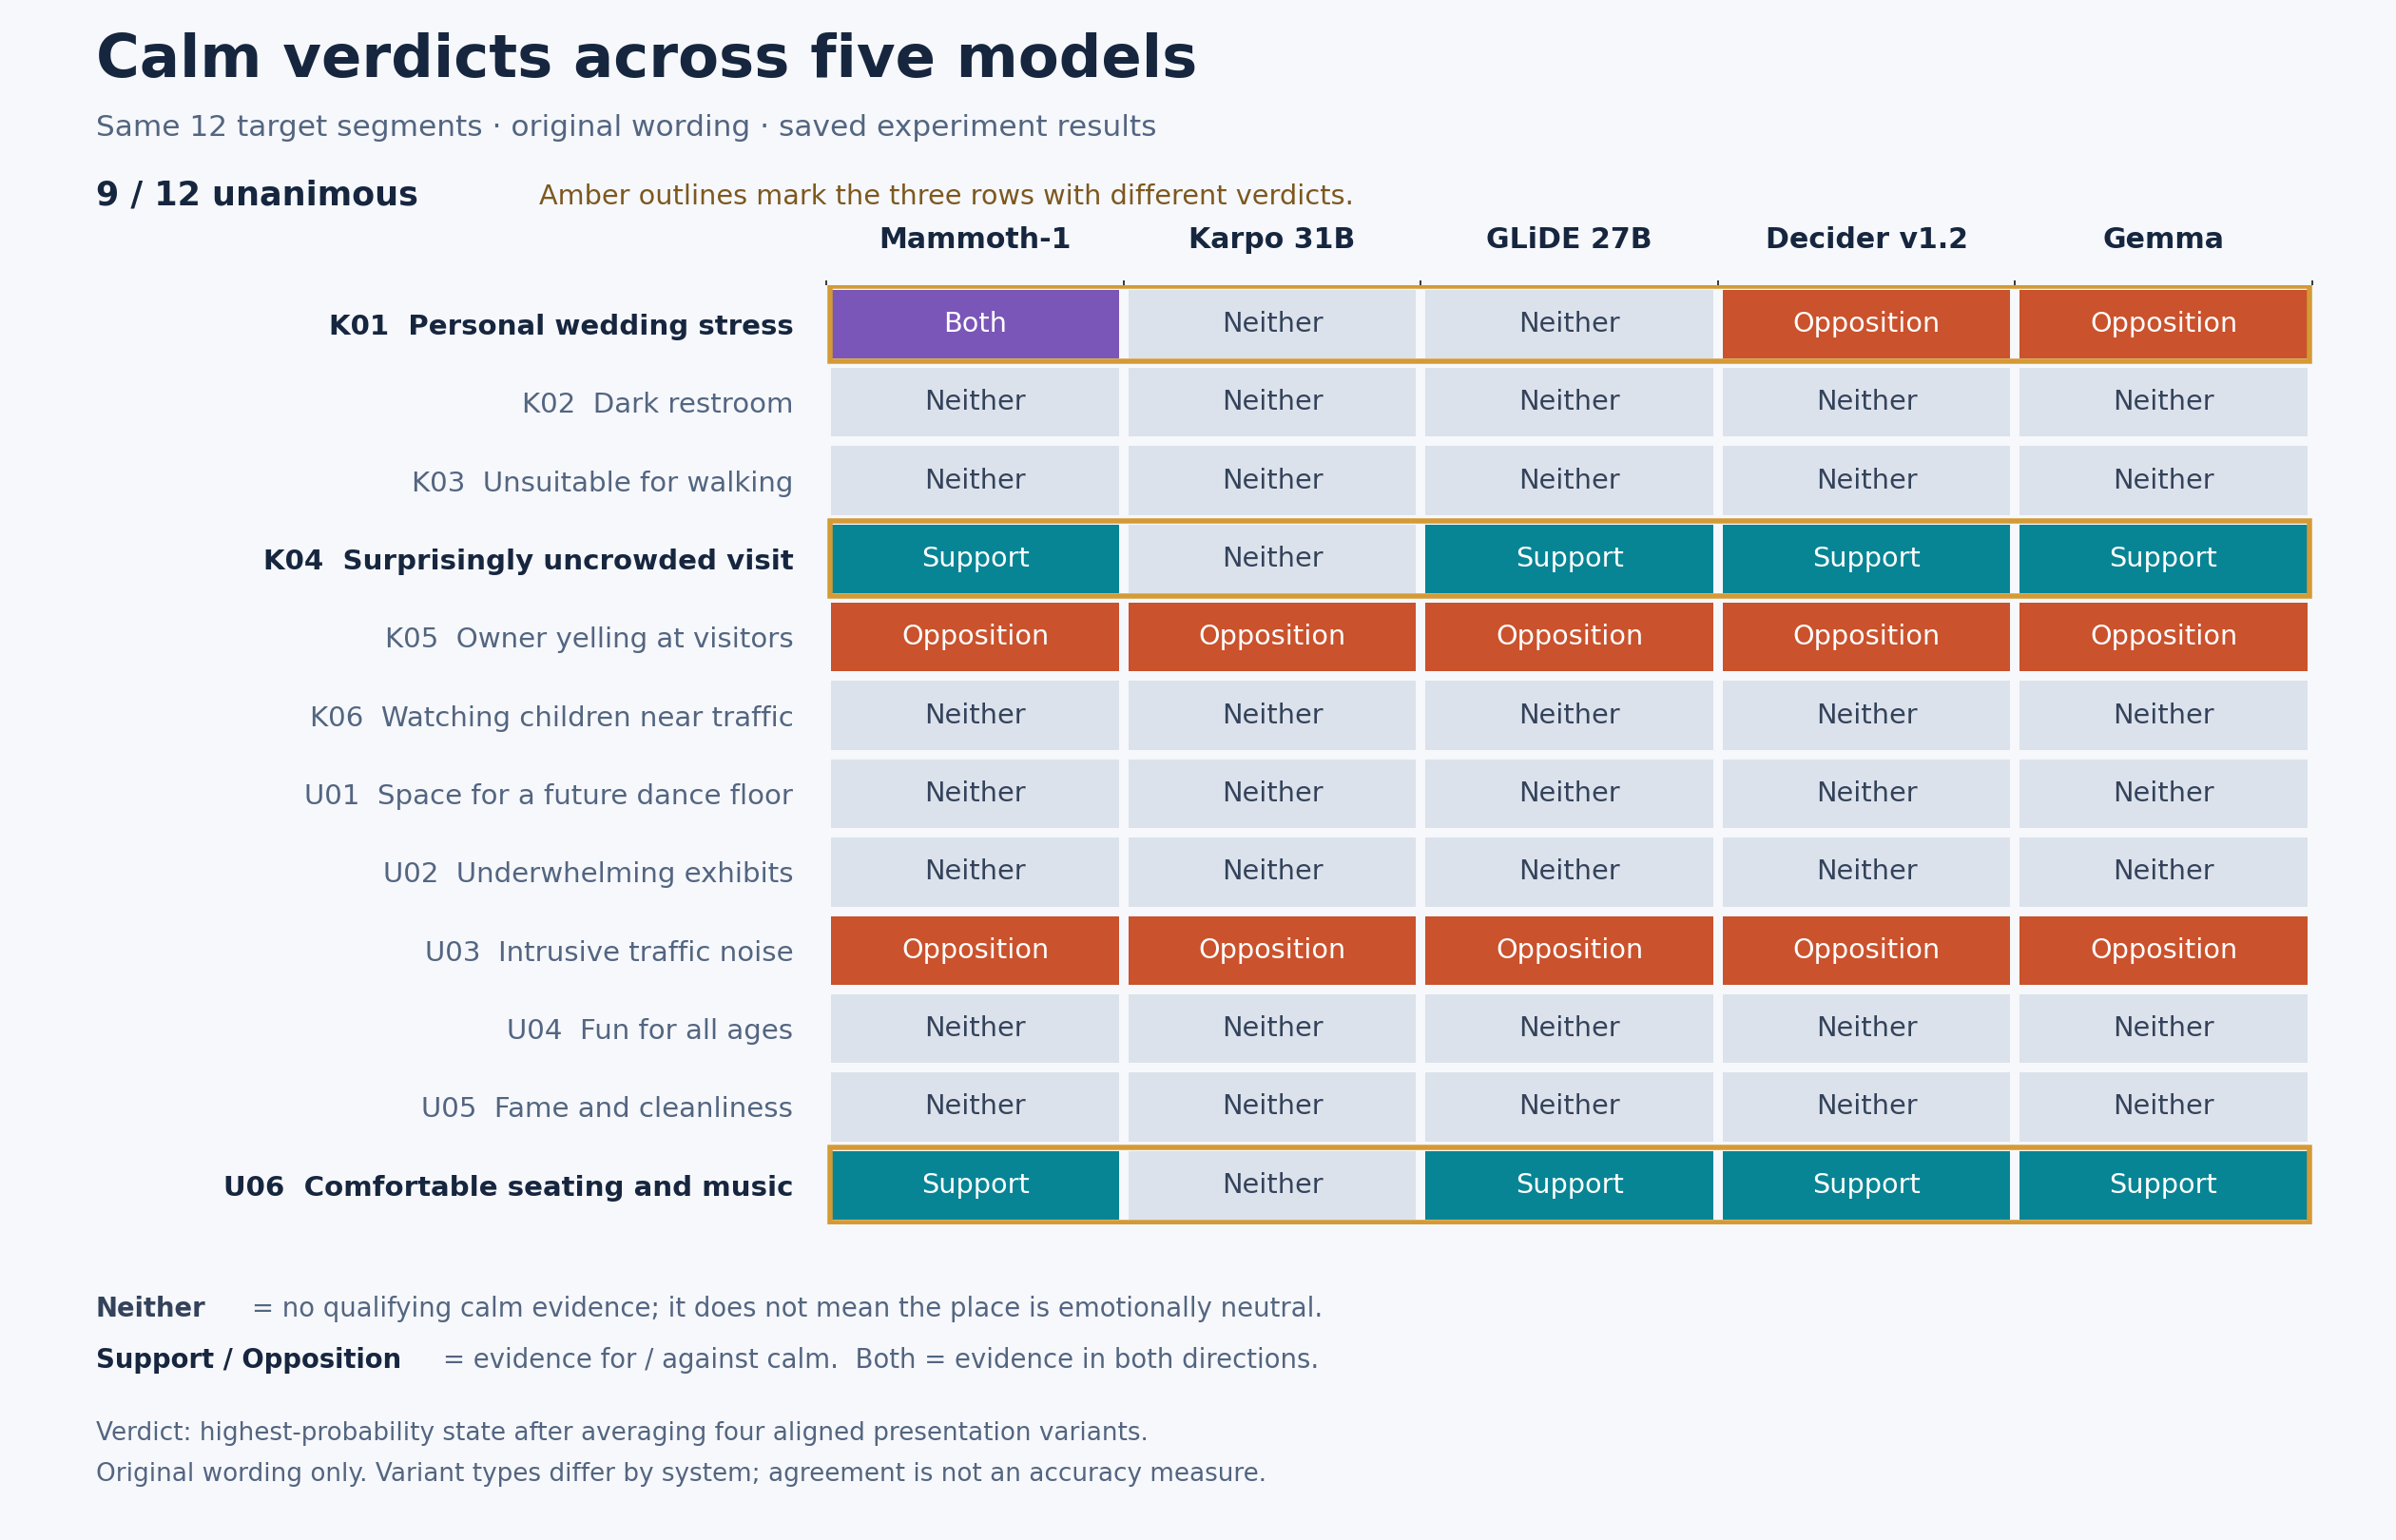 Calm verdicts across five models
Same 12 target segments · original wording · saved experiment results
9 / 12 unanimous Amber outlines mark the three rows with different verdicts.
Mammoth-1 Karpo 31B GLiDE 27B Decider v1.2 Gemma
K01 Personal wedding stress Both Neither Neither Opposition Opposition
K02 Dark restroom Neither Neither Neither Neither Neither
K03 Unsuitable for walking Neither Neither Neither Neither Neither
K04 Surprisingly uncrowded visit Support Neither Support Support Support
K05 Owner yelling at visitors Opposition Opposition Opposition Opposition Opposition
K06 Watching children near traffic Neither Neither Neither Neither Neither
U01 Space for a future dance floor Neither Neither Neither Neither Neither
U02 Underwhelming exhibits Neither Neither Neither Neither Neither
U03 Intrusive traffic noise Opposition Opposition Opposition Opposition Opposition
U04 Fun for all ages Neither Neither Neither Neither Neither
U05 Fame and cleanliness Neither Neither Neither Neither Neither
U06 Comfortable seating and music Support Neither Support Support Support
Neither = no qualifying calm evidence; it does not mean the place is emotionally neutral.
Support / Opposition = evidence for / against calm. Both = evidence in both directions.
Verdict: highest-probability state after averaging four aligned presentation variants.
Original wording only. Variant types differ by system; agreement is not an accuracy measure.